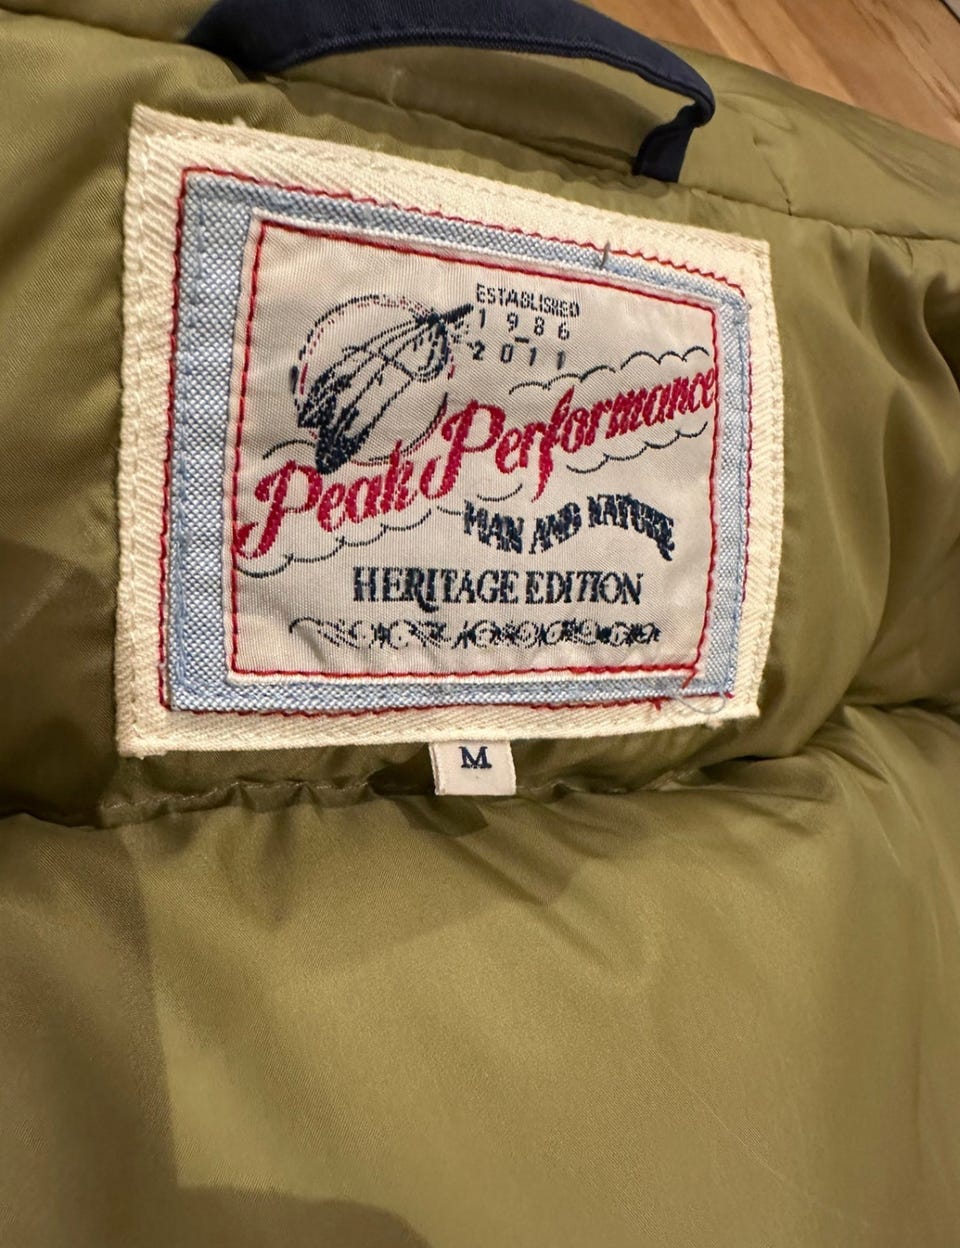 ESTABLISHED
1986
-
2011
Peak Performance
MAN AND NATURE
HERITAGE EDITION
M